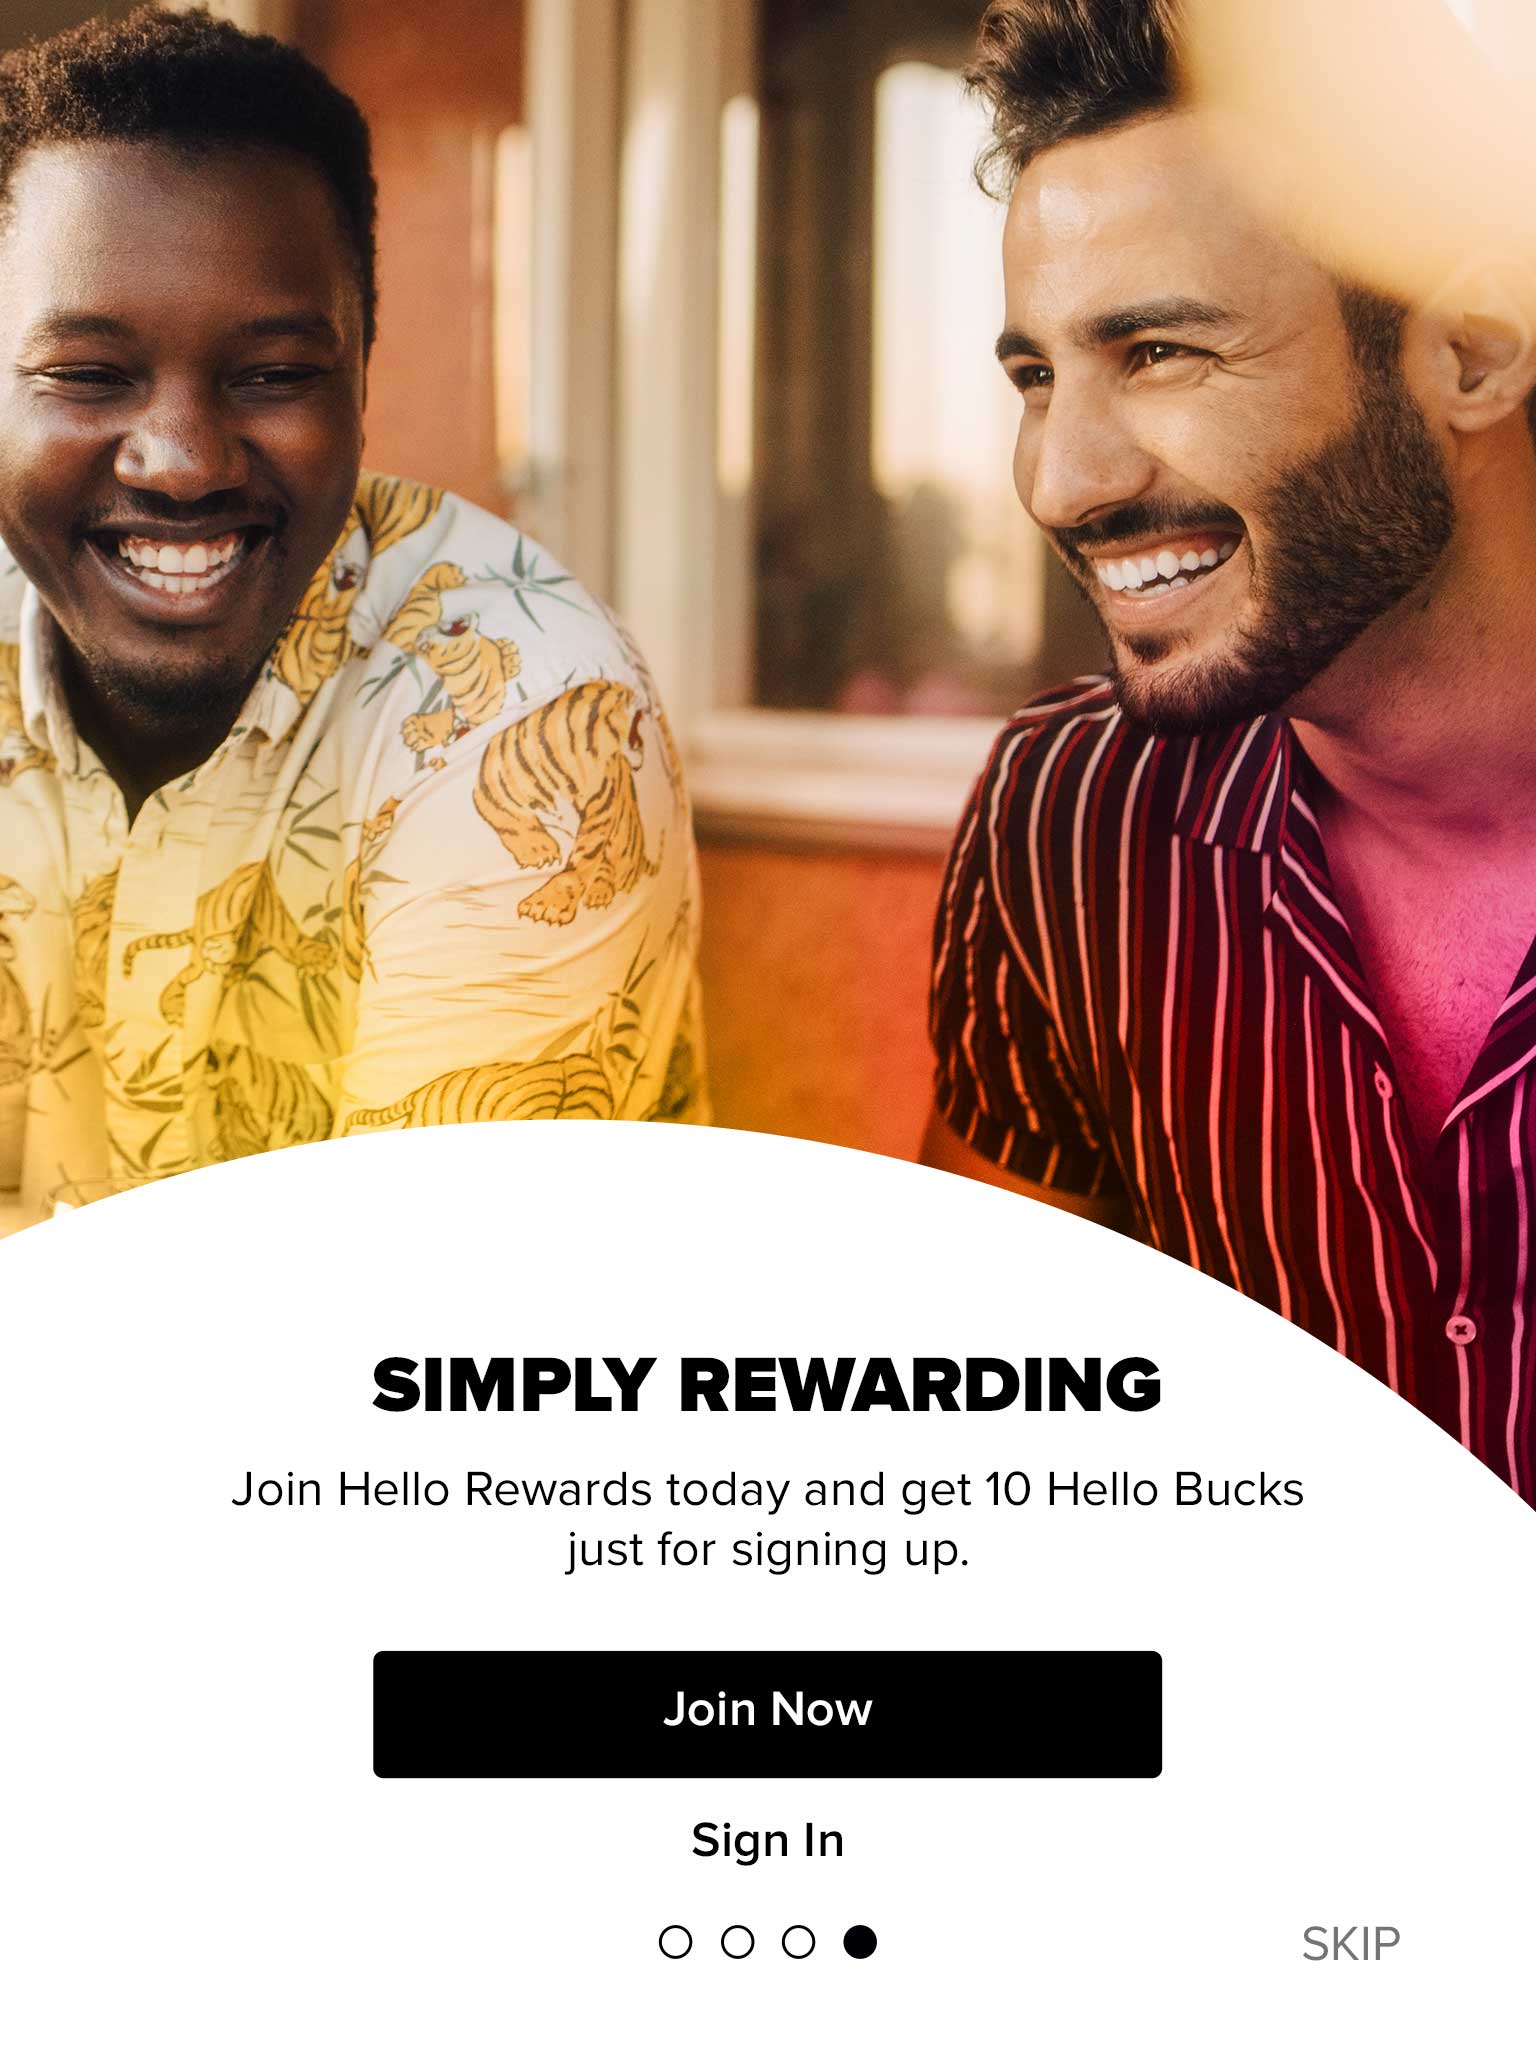 SIMPLY REWARDING
Join Hello Rewards today and get 10 Hello Bucks
just for signing up.
Join Now
Sign In
SKIP